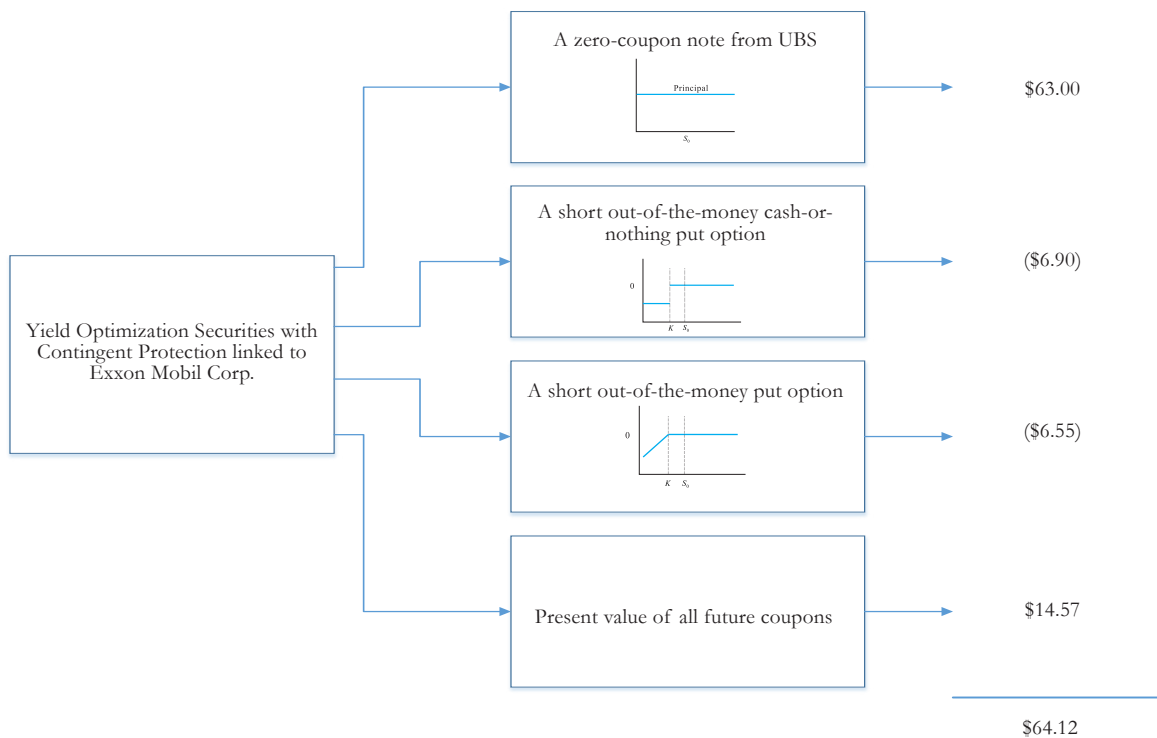 A zero-coupon note from UBS
Principal
S0
$63.00
A short out-of-the-money cash-or-
nothing put option
0
K S0
($6.90)
Yield Optimization Securities with
Contingent Protection linked to
Exxon Mobil Corp.
A short out-of-the-money put option
0
K S0
($6.55)
Present value of all future coupons
$14.57
$64.12